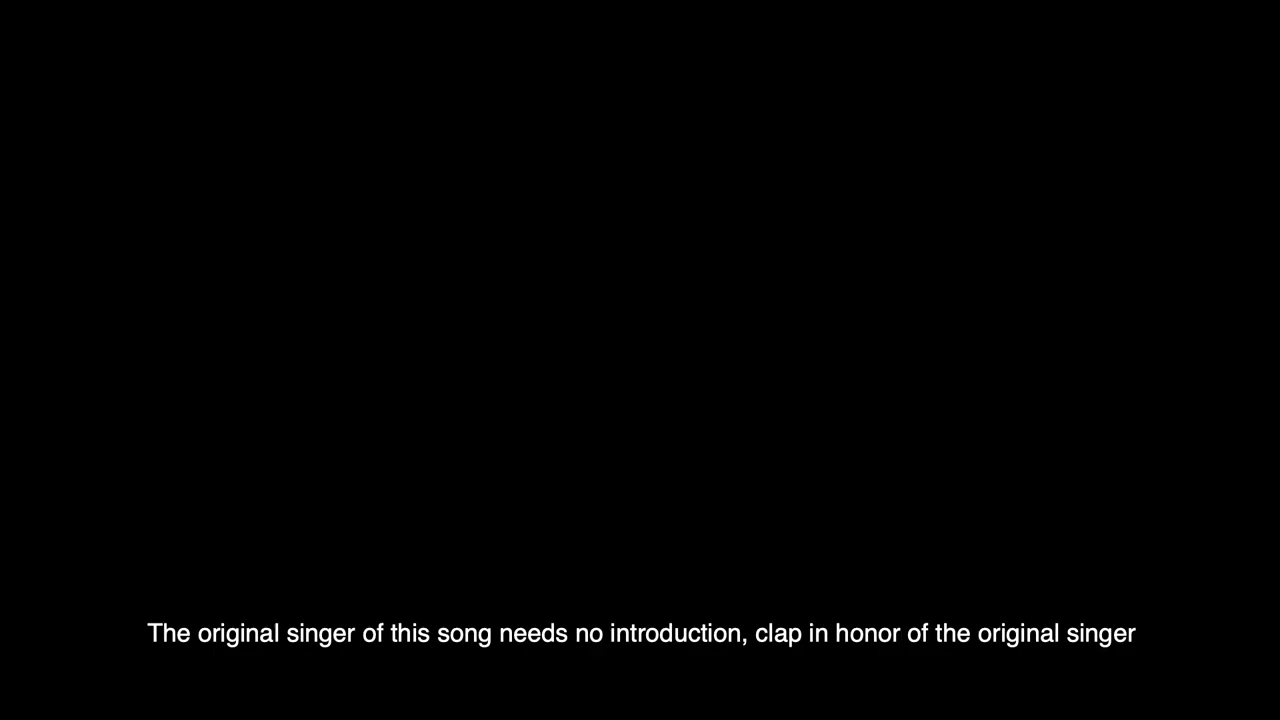 The original singer of this song needs no introduction, clap in honor of the original singer